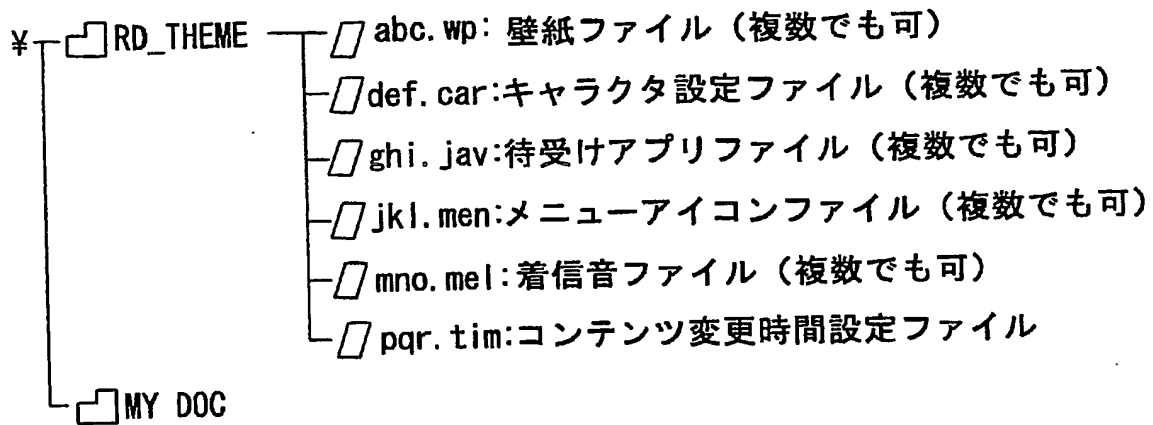 ¥ RD_THEME abc.wp: 壁紙ファイル（複数でも可）
def.car:キャラクタ設定ファイル（複数でも可）
ghi.jav:待受けアプリファイル（複数でも可）
jkl.men:メニューアイコンファイル（複数でも可）
mno.mel:着信音ファイル（複数でも可）
pqr.tim:コンテンツ変更時間設定ファイル
MY DOC